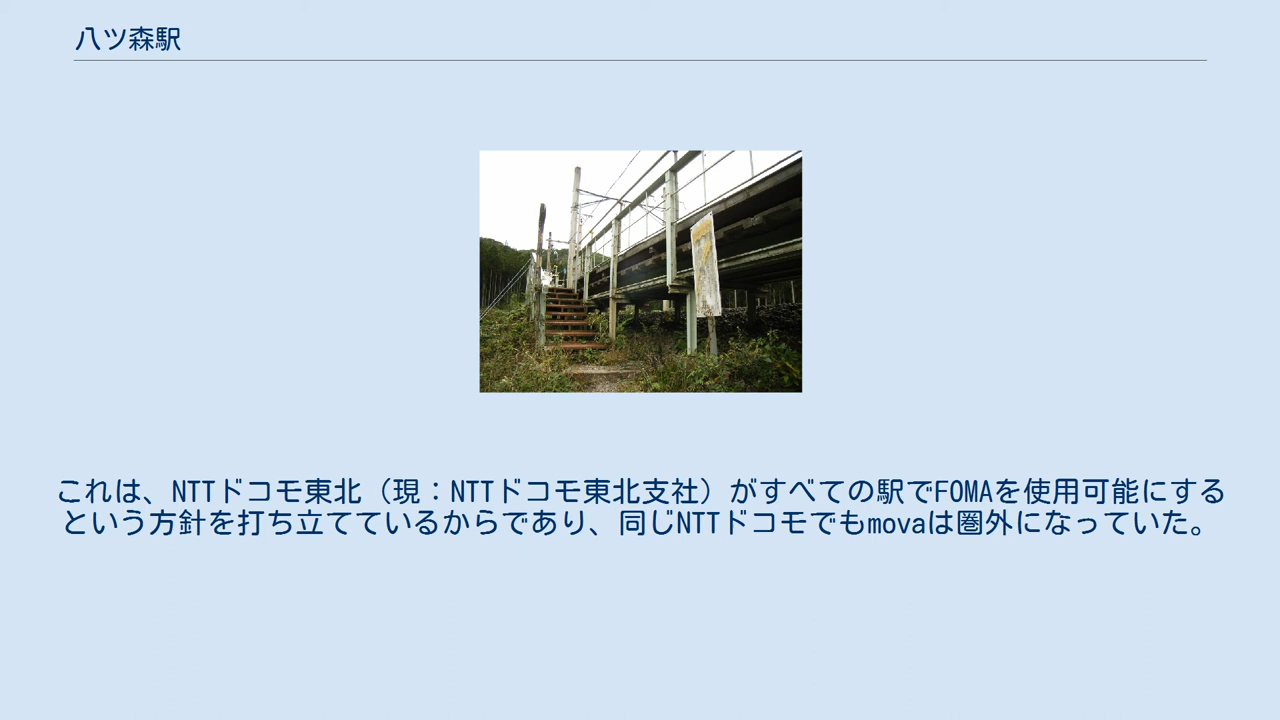 八ツ森駅
これは、NTTドコモ東北（現：NTTドコモ東北支社）がすべての駅でFOMAを使用可能にする
という方針を打ち立てているからであり、同じNTTドコモでもmovaは圏外になっていた。